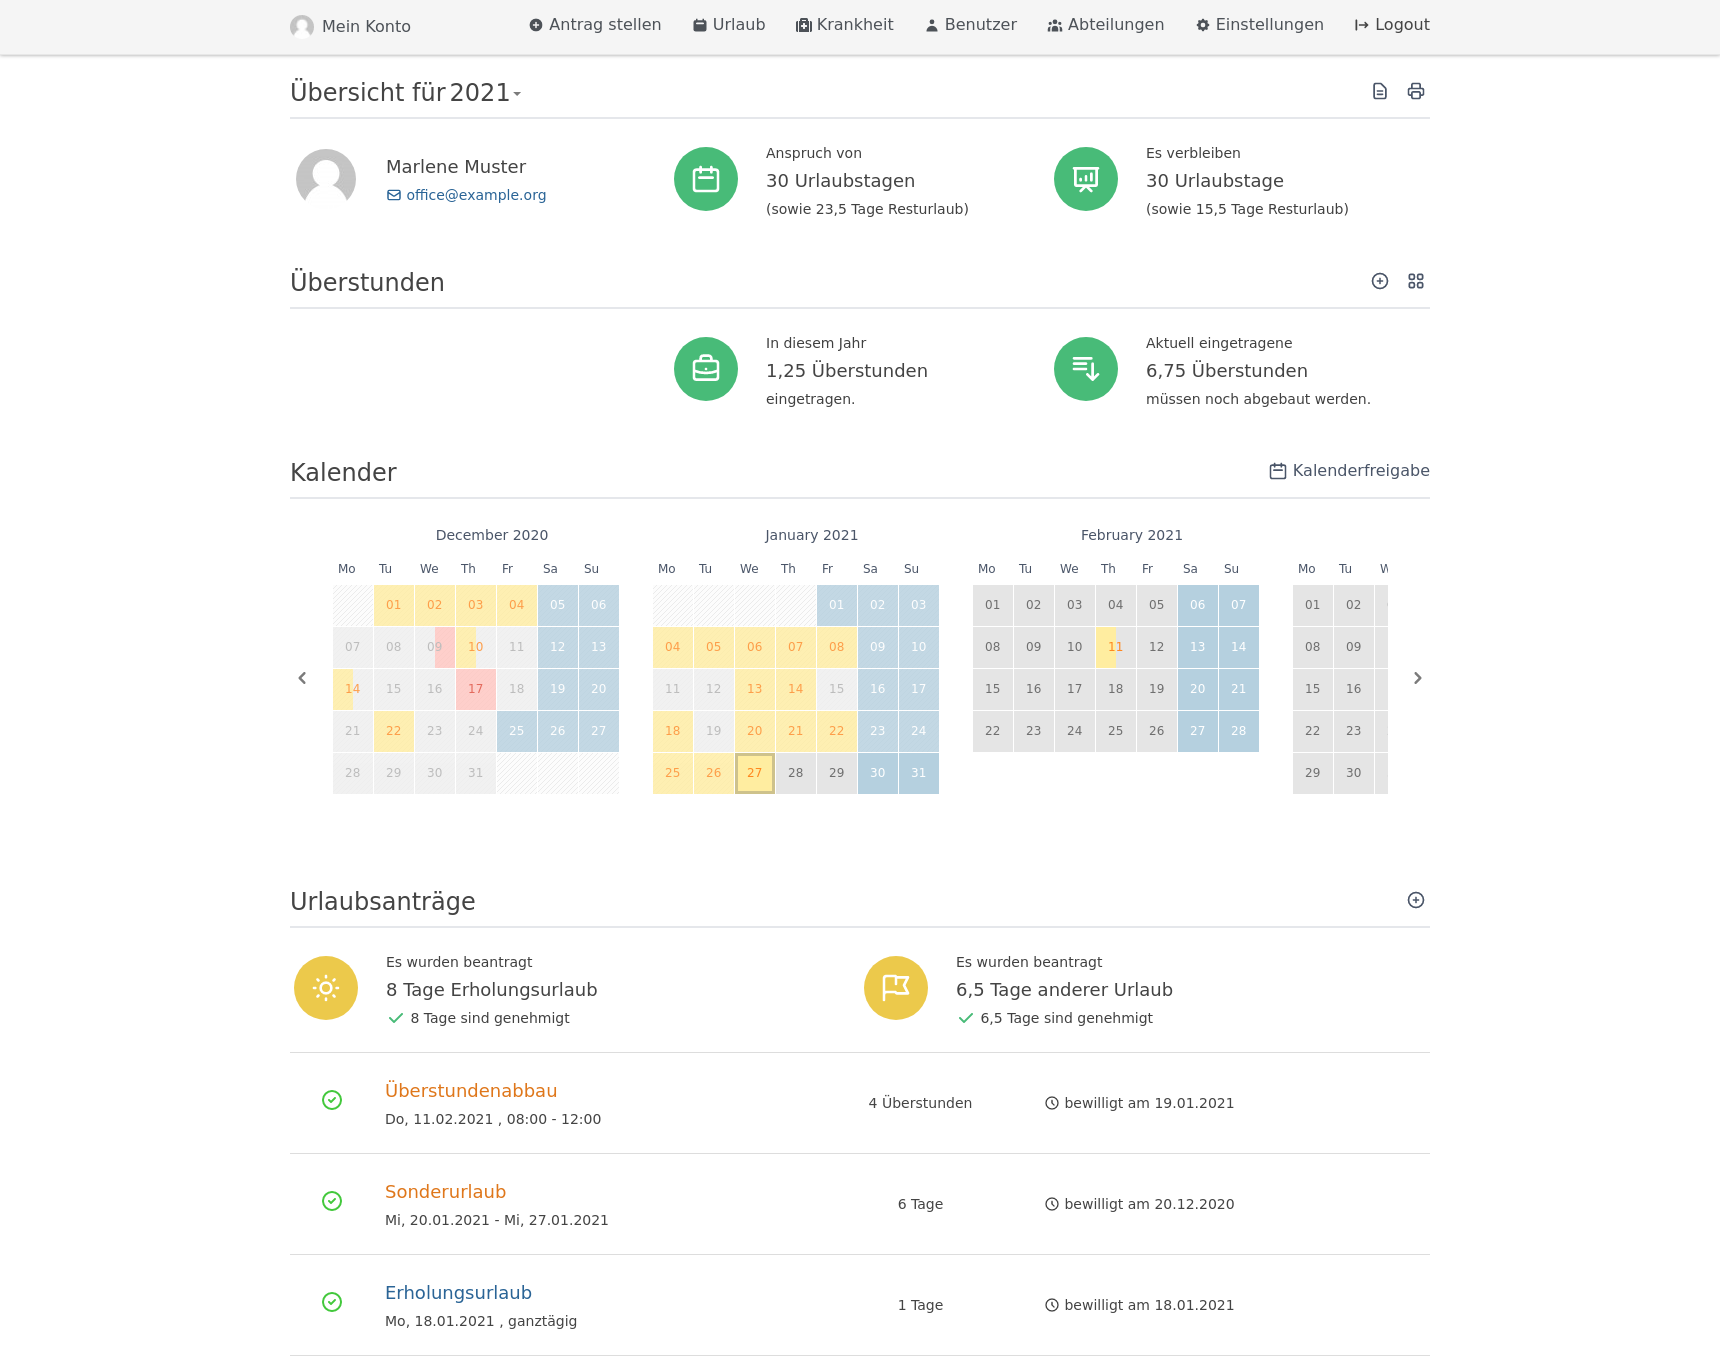 Mein Konto Antrag stellen Urlaub Krankheit Benutzer Abteilungen Einstellungen Logout
Übersicht für 2021
Marlene Muster
office@example.org
Anspruch von
30 Urlaubstagen
(sowie 23,5 Tage Resturlaub)
Es verbleiben
30 Urlaubstage
(sowie 15,5 Tage Resturlaub)
Überstunden
In diesem Jahr
1,25 Überstunden
eingetragen.
Aktuell eingetragene
6,75 Überstunden
müssen noch abgebaut werden.
Kalender Kalenderfreigabe
December 2020
Mo Tu We Th Fr Sa Su
01 02 03 04 05 06
07 08 09 10 11 12 13
14 15 16 17 18 19 20
21 22 23 24 25 26 27
28 29 30 31
January 2021
Mo Tu We Th Fr Sa Su
01 02 03
04 05 06 07 08 09 10
11 12 13 14 15 16 17
18 19 20 21 22 23 24
25 26 27 28 29 30 31
February 2021
Mo Tu We Th Fr Sa Su
01 02 03 04 05 06 07
08 09 10 11 12 13 14
15 16 17 18 19 20 21
22 23 24 25 26 27 28
Mo Tu
01 02
08 09
15 16
22 23
29 30
Urlaubsanträge
Es wurden beantragt
8 Tage Erholungsurlaub
8 Tage sind genehmigt
Es wurden beantragt
6,5 Tage anderer Urlaub
6,5 Tage sind genehmigt
Überstundenabbau
Do, 11.02.2021 , 08:00 - 12:00
4 Überstunden
bewilligt am 19.01.2021
Sonderurlaub
Mi, 20.01.2021 - Mi, 27.01.2021
6 Tage
bewilligt am 20.12.2020
Erholungsurlaub
Mo, 18.01.2021 , ganztägig
1 Tage
bewilligt am 18.01.2021